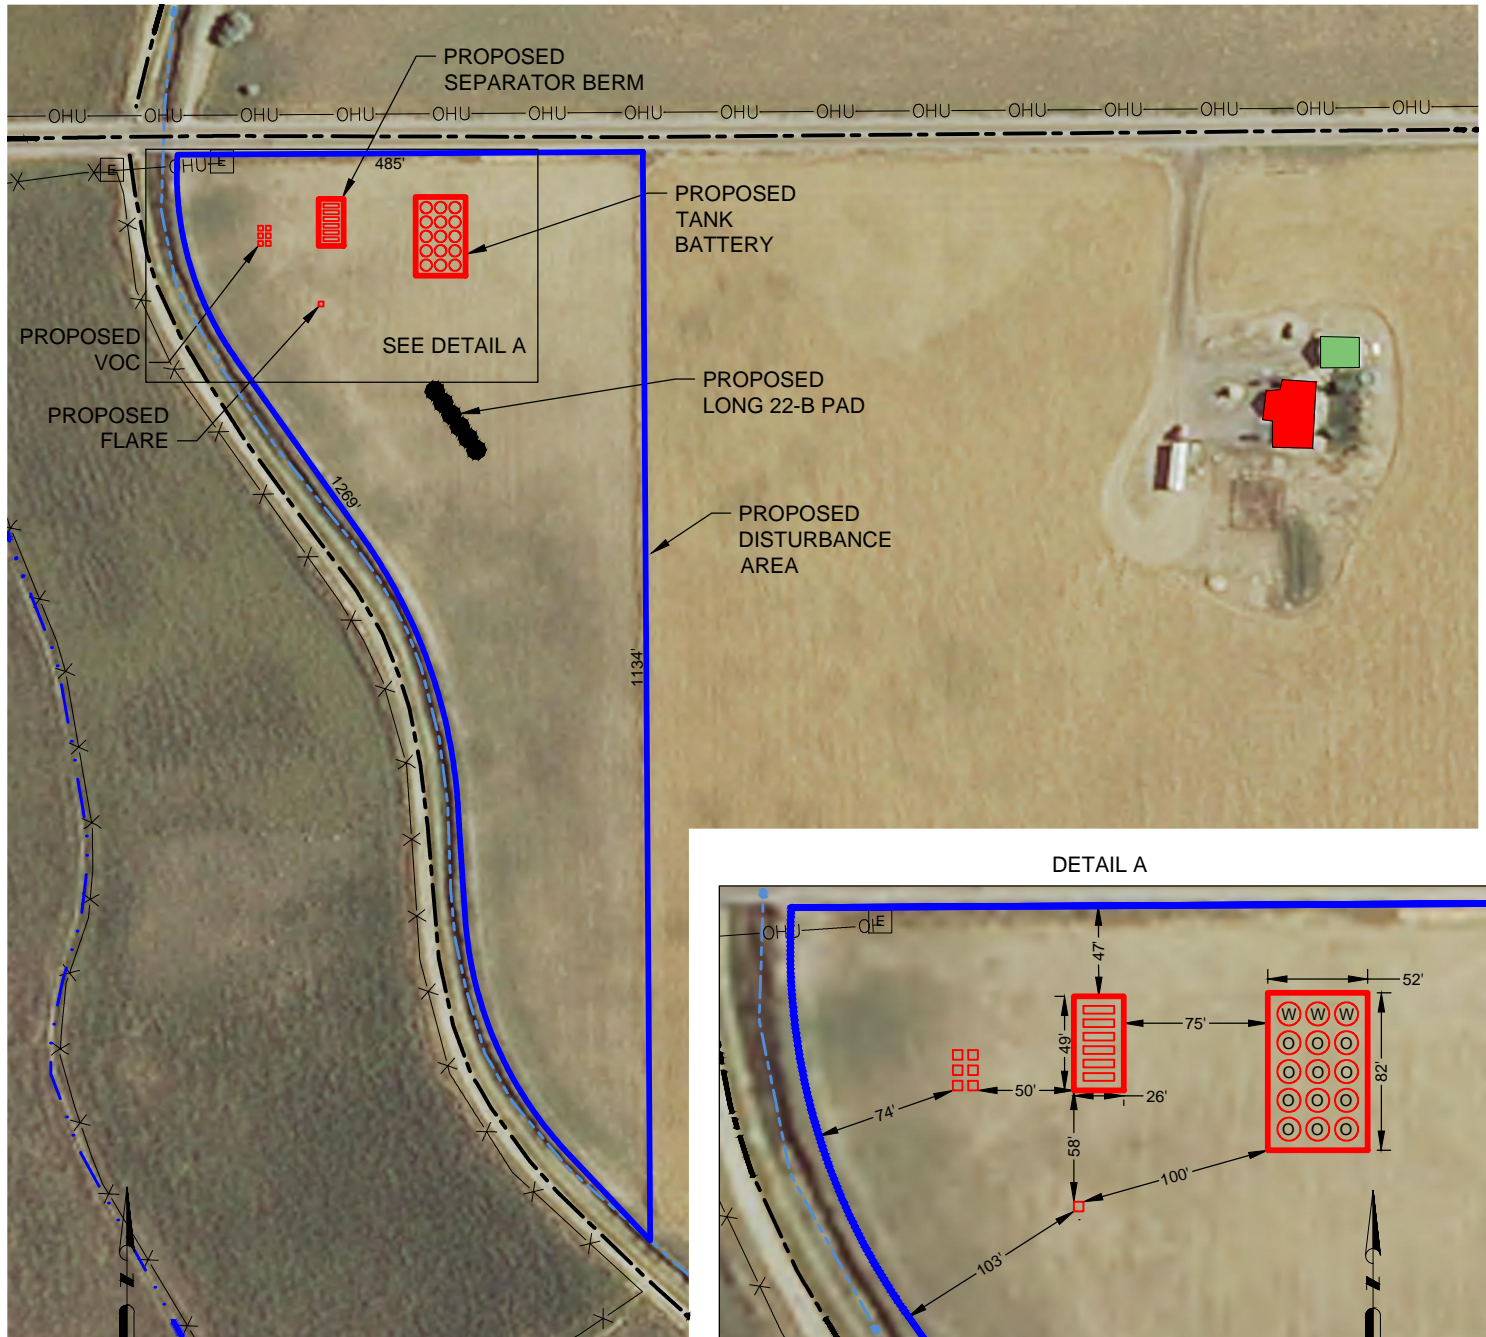 PROPOSED
SEPARATOR BERM
OHU OHU OHU OHU OHU OHU OHU OHU OHU OHU OHU OHU OHU OHU OHU
E OHU E
485'
PROPOSED
TANK
BATTERY
PROPOSED
VOC
SEE DETAIL A
PROPOSED
FLARE
PROPOSED
LONG 22-B PAD
1269'
PROPOSED
DISTURBANCE
AREA
1134'
DETAIL A
OHU E
47'
52'
W W W
75'
49'
O O O
O O O
82'
50'
26'
O O O
74'
O O O
58'
100'
103'
N
N